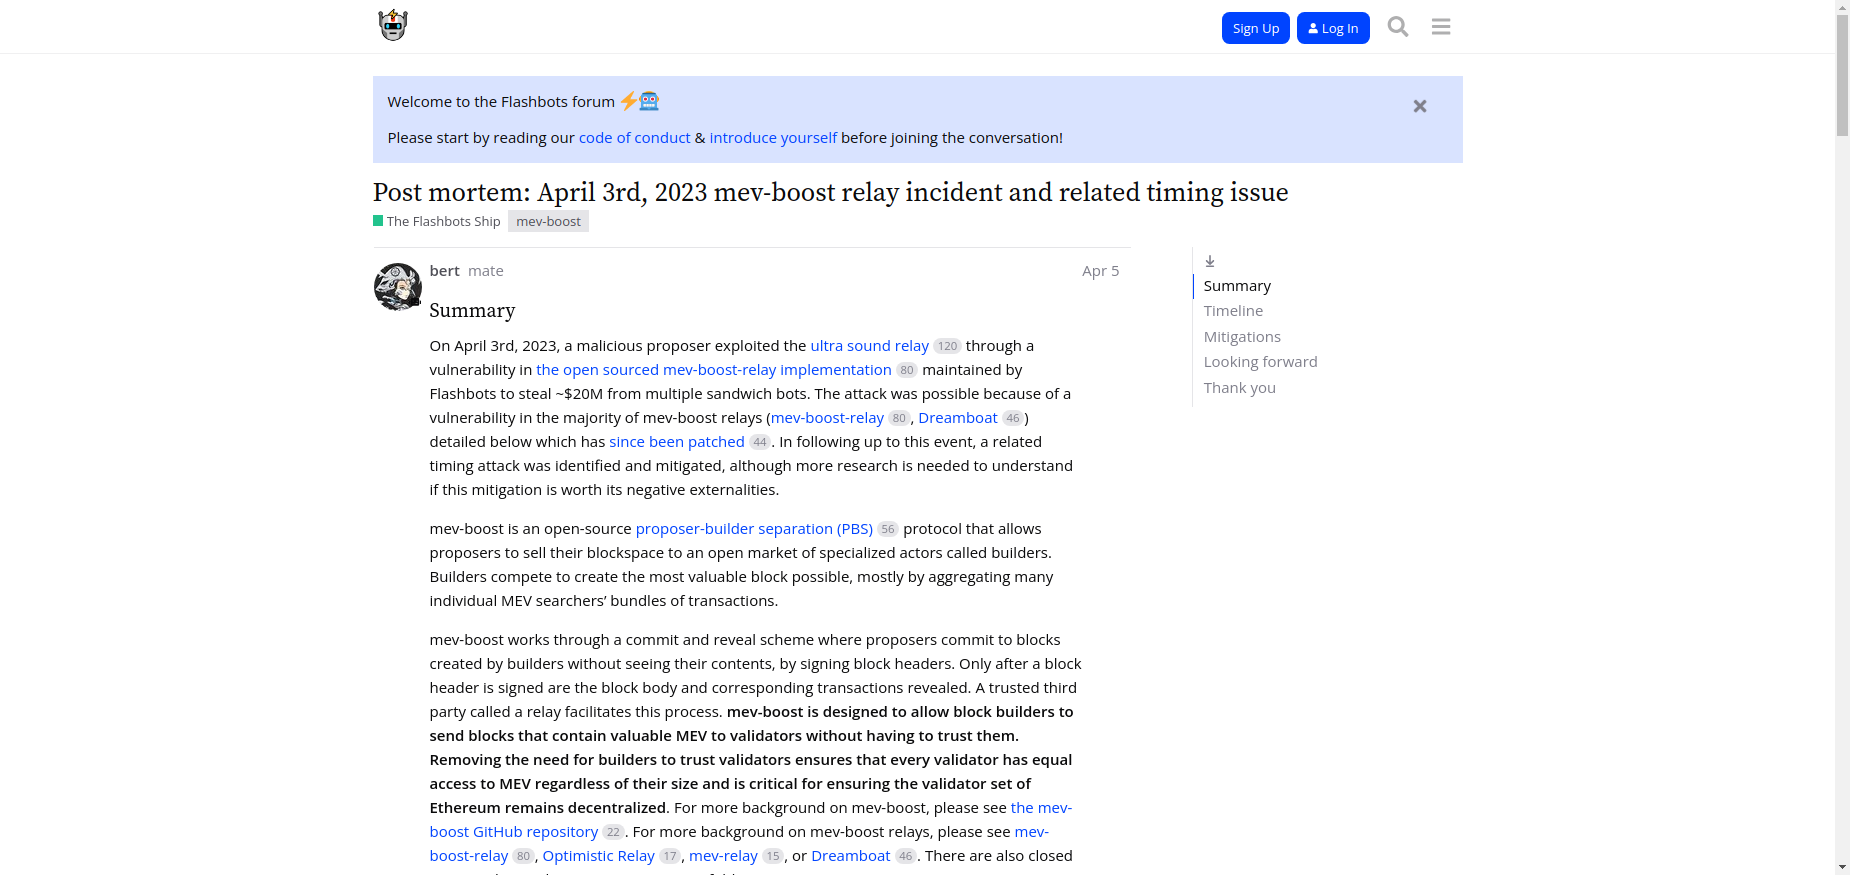 Sign Up
Log In
Welcome to the Flashbots forum
Please start by reading our code of conduct & introduce yourself before joining the conversation!
Post mortem: April 3rd, 2023 mev-boost relay incident and related timing issue
The Flashbots Ship mev-boost
bert mate Apr 5
Summary
On April 3rd, 2023, a malicious proposer exploited the ultra sound relay 120 through a
vulnerability in the open sourced mev-boost-relay implementation 80 maintained by
Flashbots to steal ~$20M from multiple sandwich bots. The attack was possible because of a
vulnerability in the majority of mev-boost relays (mev-boost-relay 80, Dreamboat 46)
detailed below which has since been patched 44. In following up to this event, a related
timing attack was identified and mitigated, although more research is needed to understand
if this mitigation is worth its negative externalities.
mev-boost is an open-source proposer-builder separation (PBS) 56 protocol that allows
proposers to sell their blockspace to an open market of specialized actors called builders.
Builders compete to create the most valuable block possible, mostly by aggregating many
individual MEV searchers’ bundles of transactions.
mev-boost works through a commit and reveal scheme where proposers commit to blocks
created by builders without seeing their contents, by signing block headers. Only after a block
header is signed are the block body and corresponding transactions revealed. A trusted third
party called a relay facilitates this process. mev-boost is designed to allow block builders to
send blocks that contain valuable MEV to validators without having to trust them.
Removing the need for builders to trust validators ensures that every validator has equal
access to MEV regardless of their size and is critical for ensuring the validator set of
Ethereum remains decentralized. For more background on mev-boost, please see the mev-
boost GitHub repository 22. For more background on mev-boost relays, please see mev-
boost-relay 80, Optimistic Relay 17, mev-relay 15, or Dreamboat 46. There are also closed
Summary
Timeline
Mitigations
Looking forward
Thank you